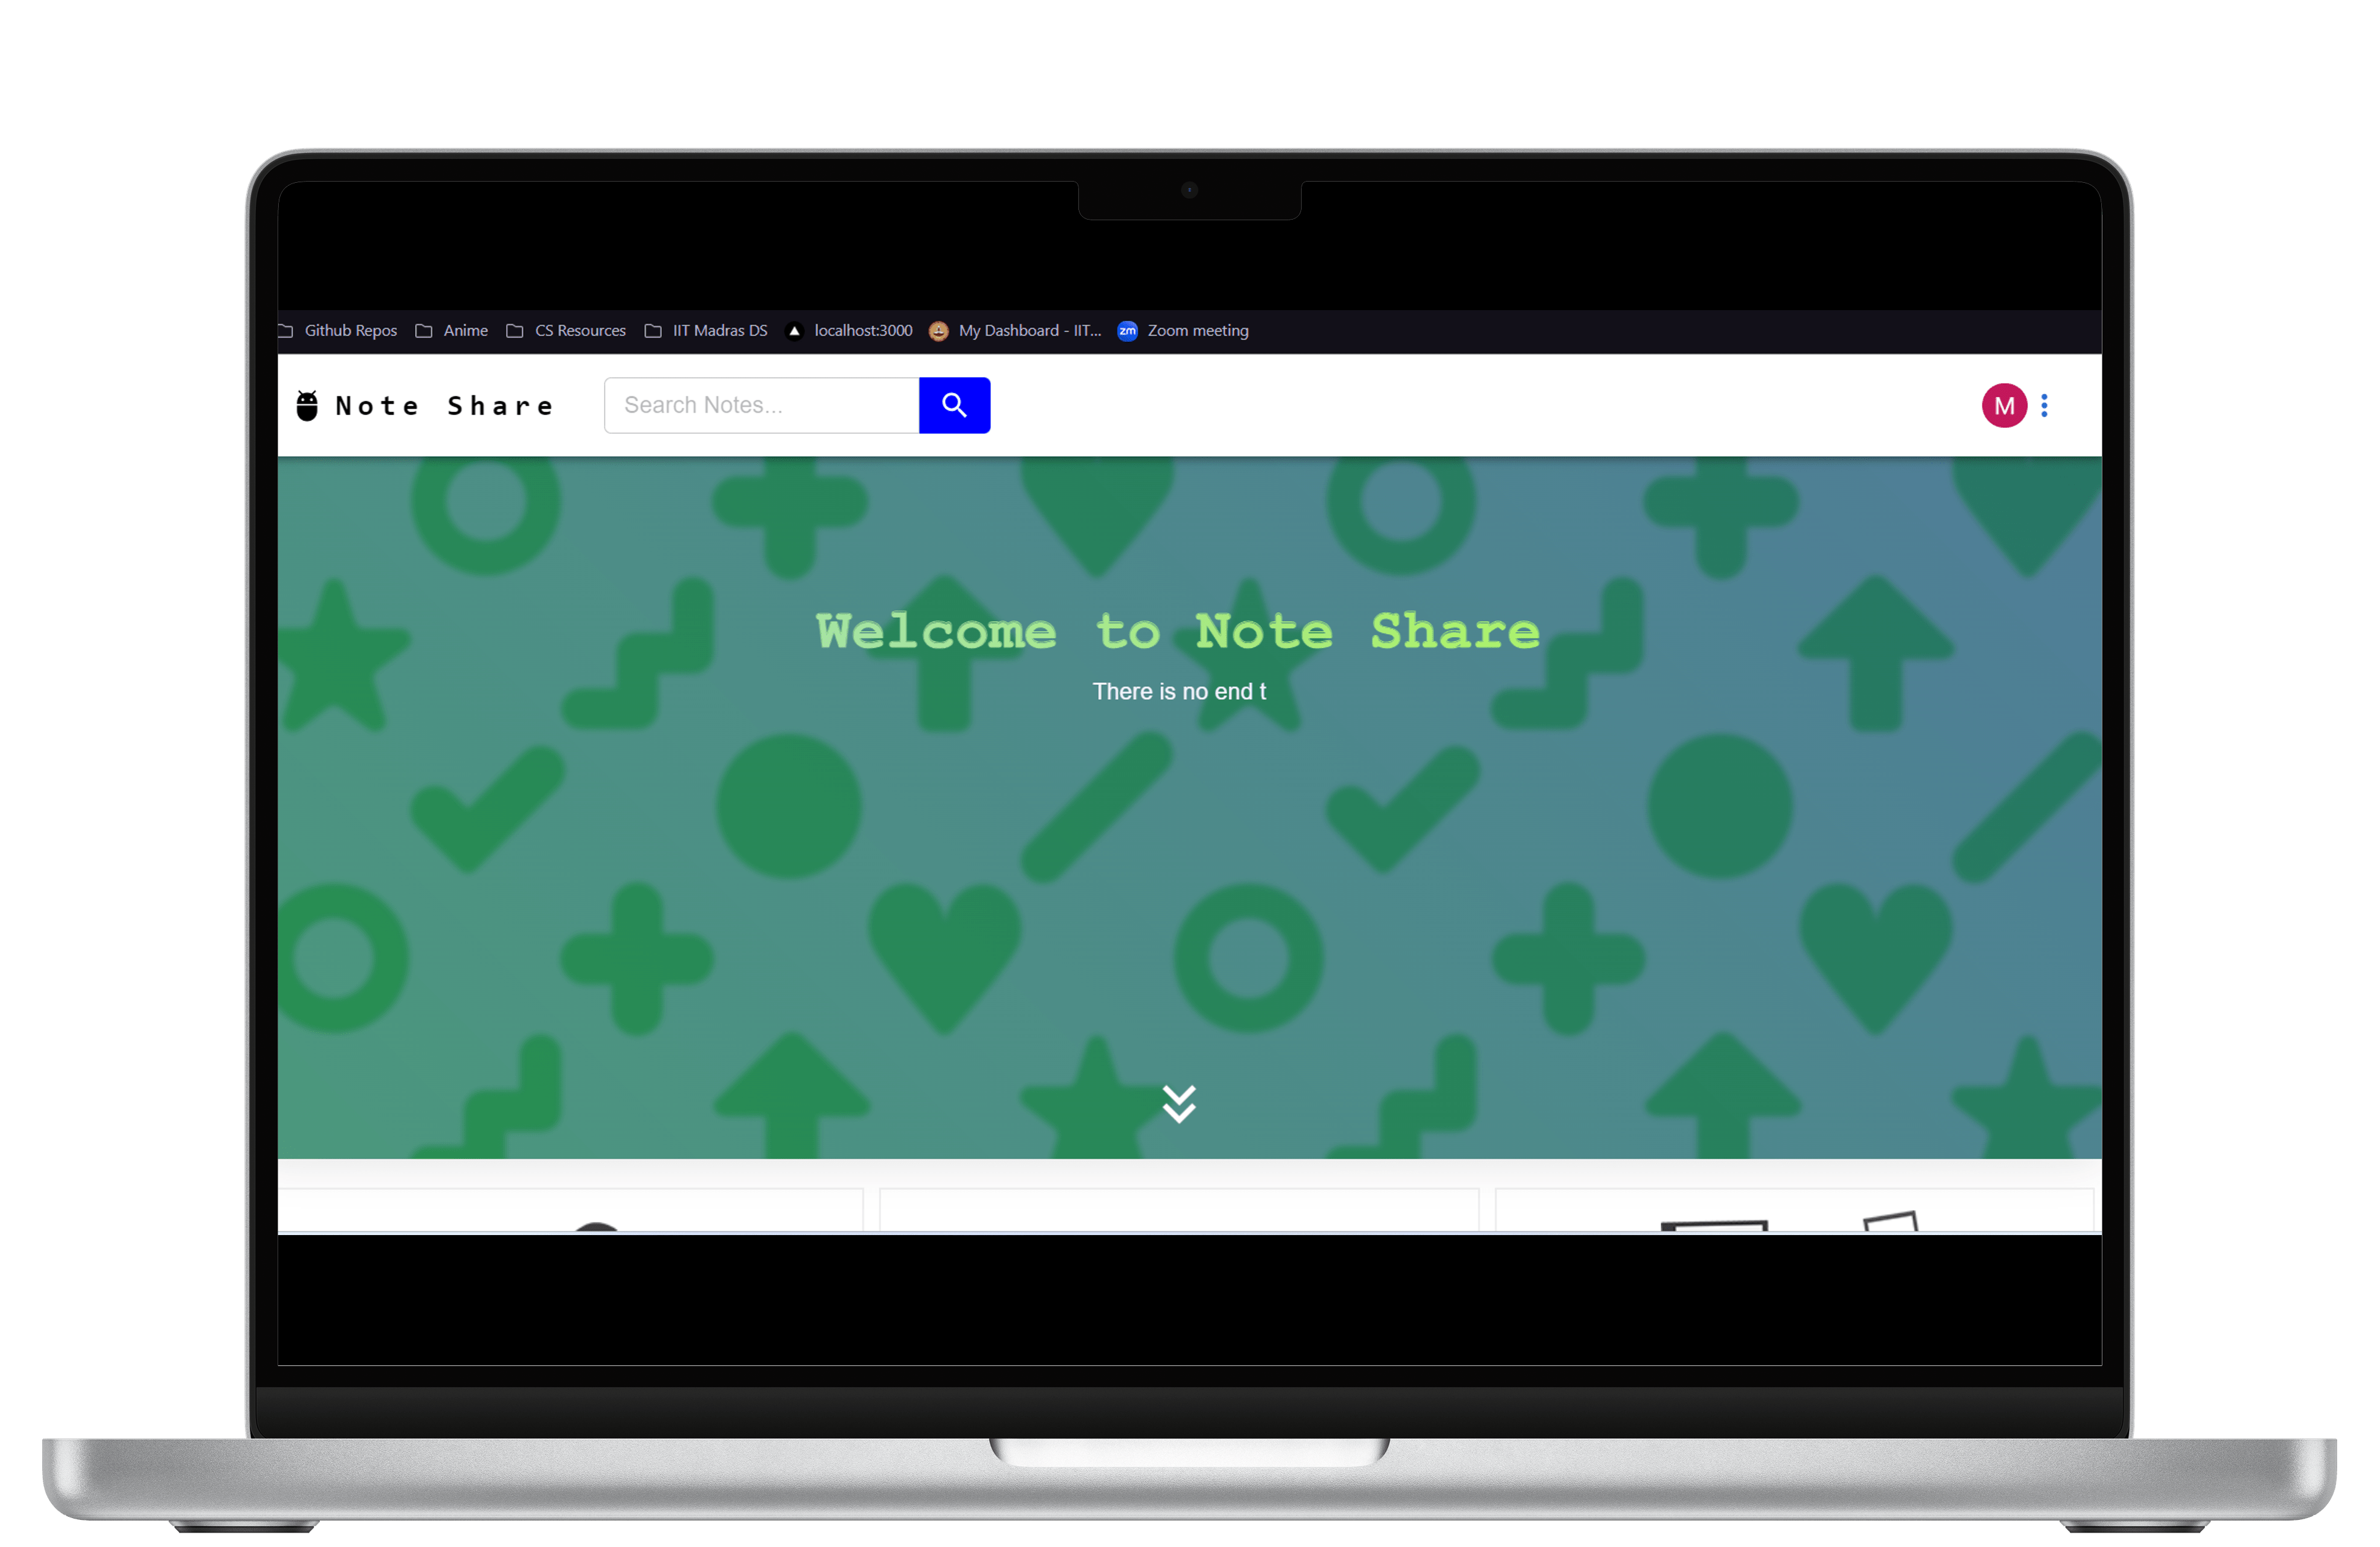 Github Repos Anime CS Resources IIT Madras DS localhost:3000 My Dashboard - IIT... zm Zoom meeting
Note Share Search Notes... M
Welcome to Note Share
There is no end t